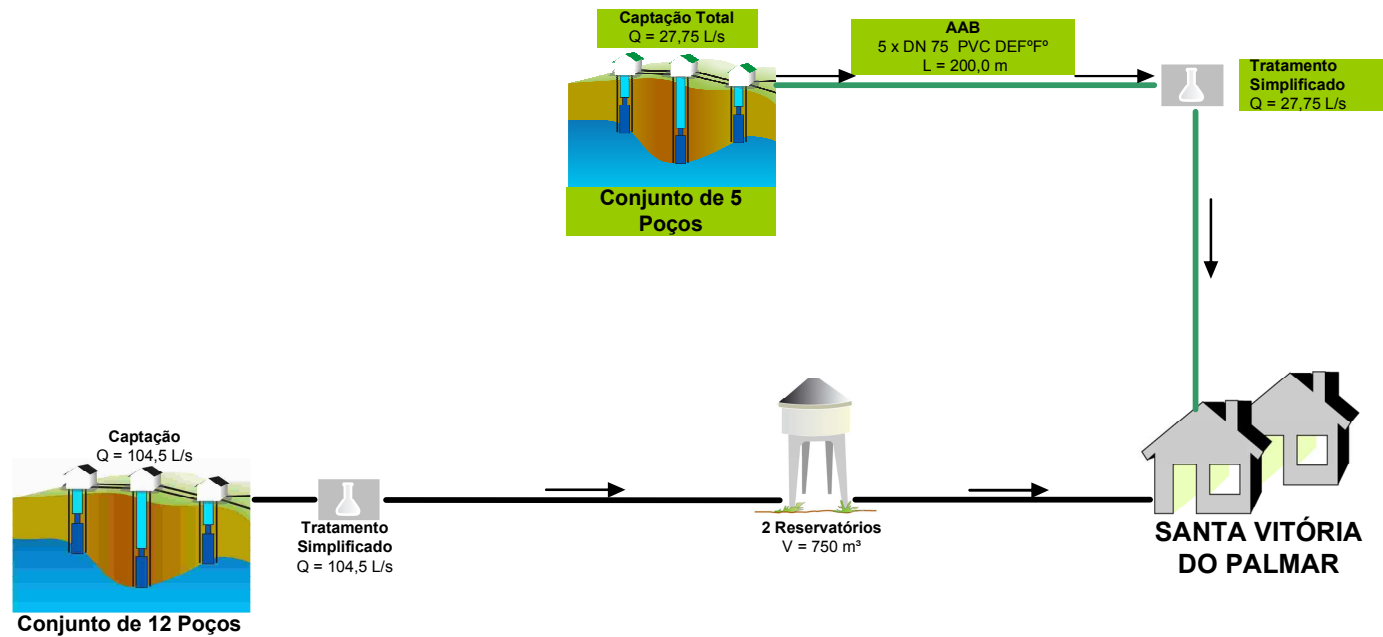 Captação Total
Q = 27,75 L/s
AAB
5 x DN 75 PVC DEFºFº
L = 200,0 m
Tratamento
Simplificado
Q = 27,75 L/s
Conjunto de 5
Poços
Captação
Q = 104,5 L/s
Tratamento
Simplificado
Q = 104,5 L/s
2 Reservatórios
V = 750 m³
SANTA VITÓRIA
DO PALMAR
Conjunto de 12 Poços